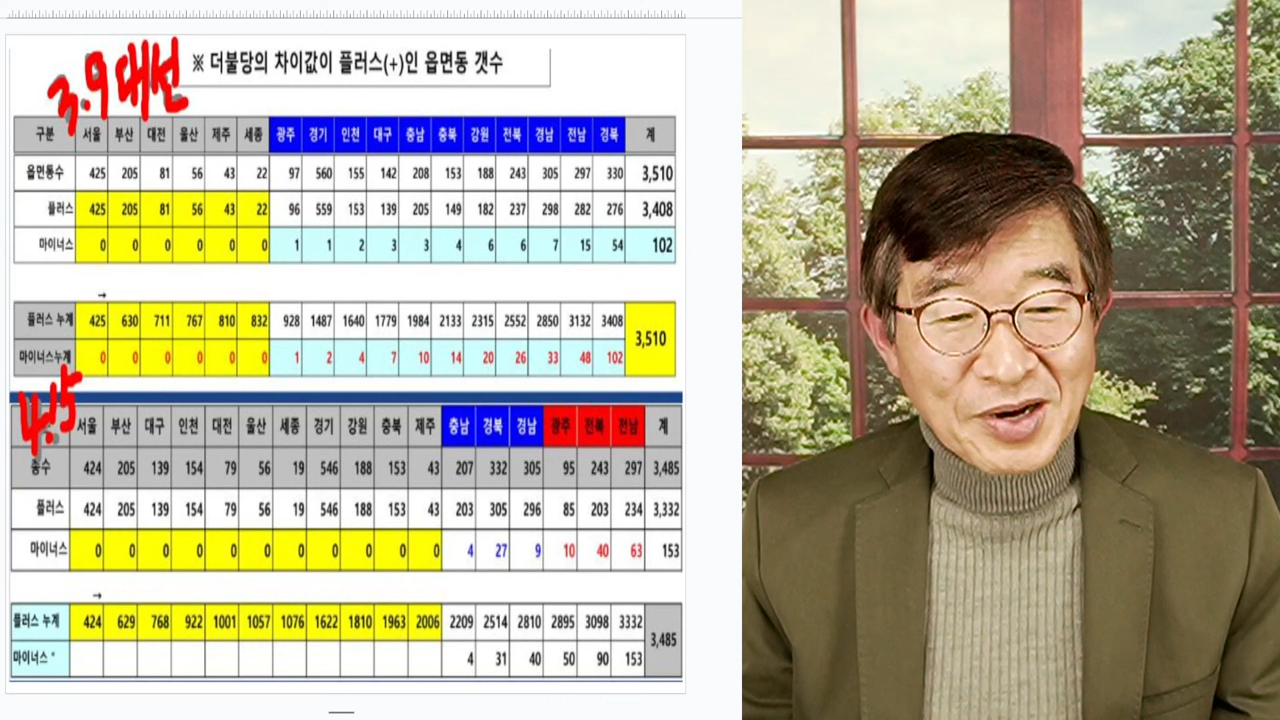 3.9 대선
※ 더불당의 차이값이 플러스(+)인 읍면동 갯수
구분 서울 부산 대전 울산 제주 세종 광주 경기 인천 대구 충남 충북 강원 전북 경남 전남 경북 계
읍면동수 425 205 81 56 43 22 97 560 155 142 208 153 188 243 305 297 330 3,510
플러스 425 205 81 56 43 22 96 559 153 139 205 149 182 237 298 282 276 3,408
마이너스 0 0 0 0 0 0 1 1 2 3 3 4 6 6 7 15 54 102
→
플러스 누계 425 630 711 767 810 832 928 1487 1640 1779 1984 2133 2315 2552 2850 3132 3408 3,510
마이너스누계 0 0 0 0 0 0 1 2 4 7 10 14 20 26 33 48 102
4.15
서울 부산 대구 인천 대전 울산 세종 경기 강원 충북 제주 충남 경북 경남 광주 전북 전남 계
총수 424 205 139 154 79 56 19 546 188 153 43 207 332 305 95 243 297 3,485
플러스 424 205 139 154 79 56 19 546 188 153 43 203 305 296 85 203 234 3,332
마이너스 0 0 0 0 0 0 0 0 0 0 0 4 27 9 10 40 63 153
→
플러스 누계 424 629 768 922 1001 1057 1076 1622 1810 1963 2006 2209 2514 2810 2895 3098 3332 3,485
마이너스 " 4 31 40 50 90 153